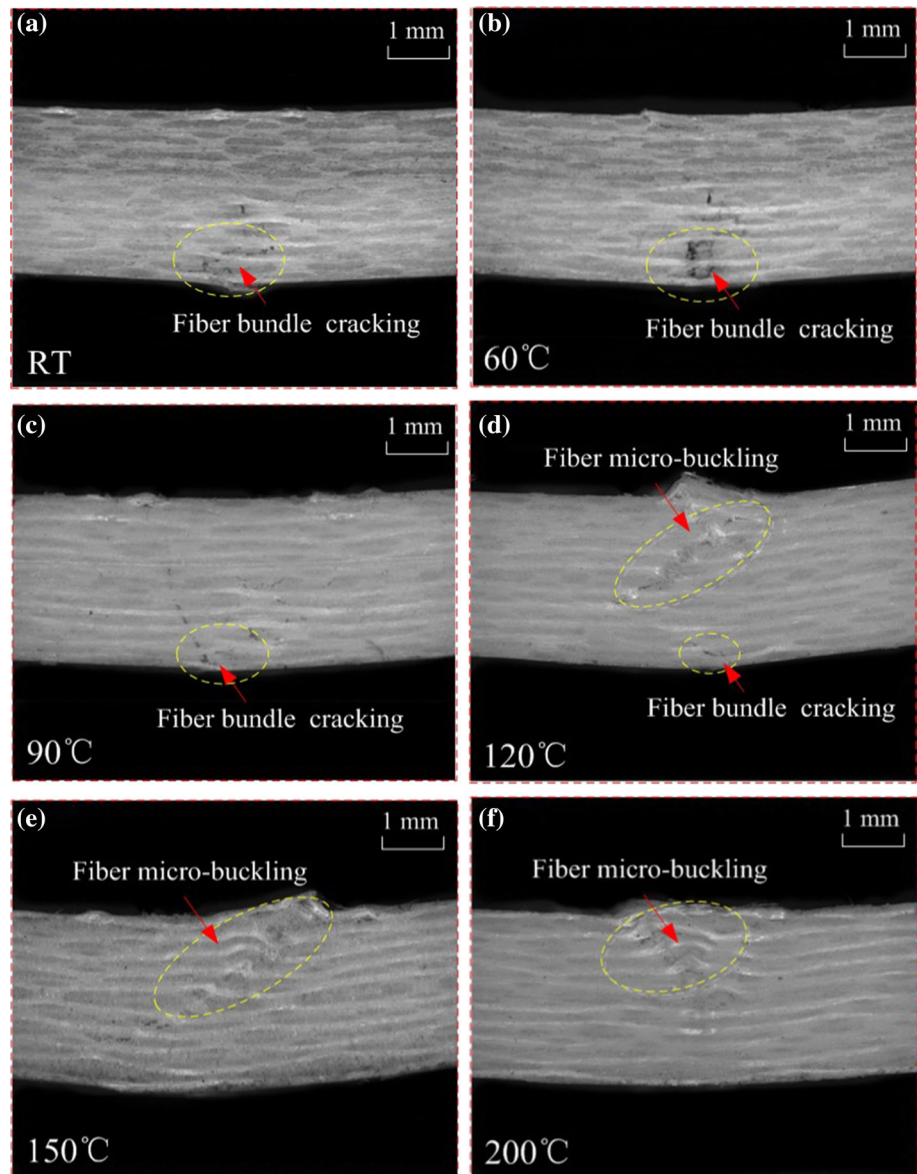 (a)
1 mm
Fiber bundle cracking
RT
(b)
1 mm
Fiber bundle cracking
60℃
(c)
1 mm
Fiber bundle cracking
90℃
(d)
1 mm
Fiber micro-buckling
Fiber bundle cracking
120℃
(e)
1 mm
Fiber micro-buckling
150℃
(f)
1 mm
Fiber micro-buckling
200℃